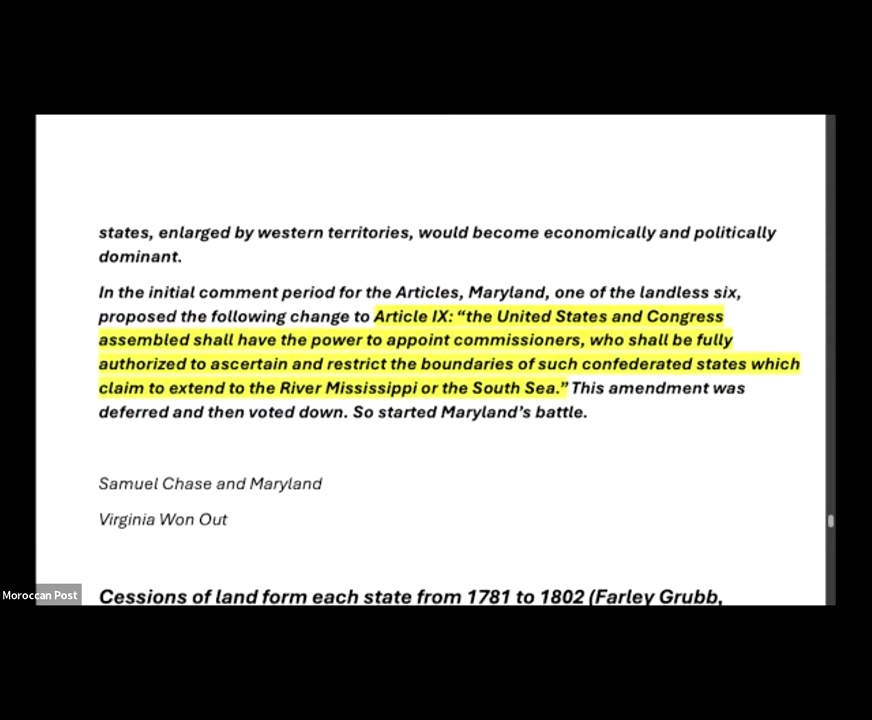 states, enlarged by western territories, would become economically and politically
dominant.
In the initial comment period for the Articles, Maryland, one of the landless six,
proposed the following change to Article IX: “the United States and Congress
assembled shall have the power to appoint commissioners, who shall be fully
authorized to ascertain and restrict the boundaries of such confederated states which
claim to extend to the River Mississippi or the South Sea.” This amendment was
deferred and then voted down. So started Maryland’s battle.
Samuel Chase and Maryland
Virginia Won Out
Moroccan Post
Cessions of land form each state from 1781 to 1802 (Farley Grubb,